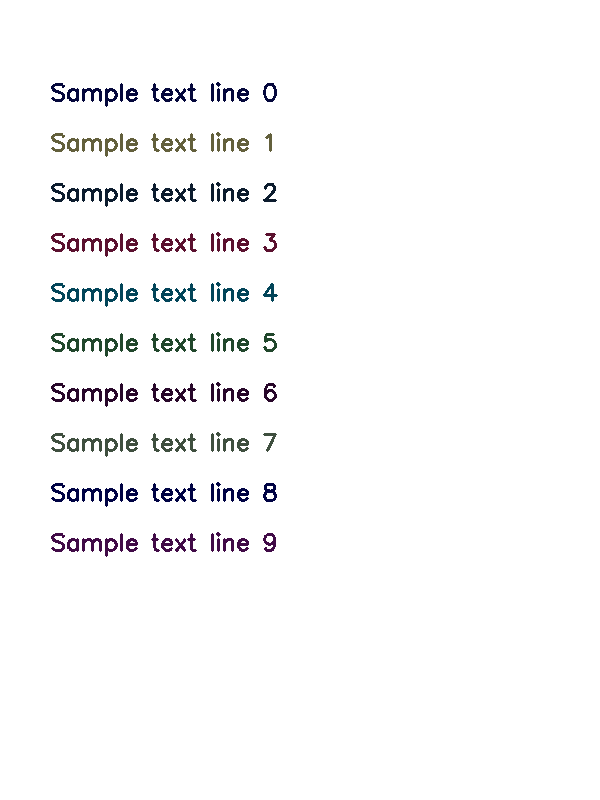 Sample text line 0
Sample text line 1
Sample text line 2
Sample text line 3
Sample text line 4
Sample text line 5
Sample text line 6
Sample text line 7
Sample text line 8
Sample text line 9